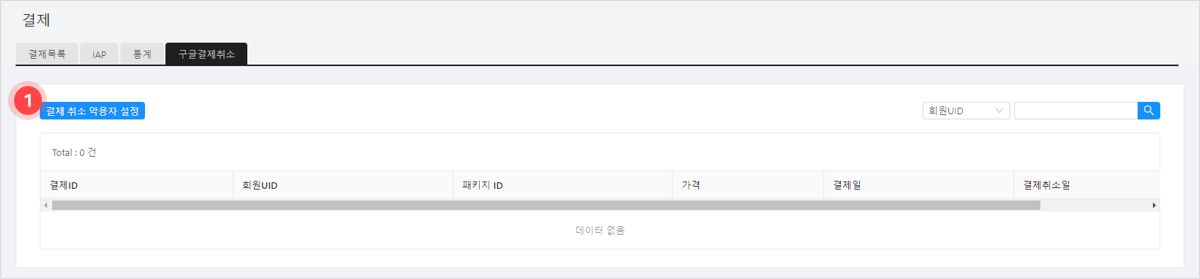 결제
결제목록 IAP 통계 구글결제취소
1
결제 취소 악용자 설정 회원UID
Total : 0 건
결제ID 회원UID 패키지 ID 가격 결제일 결제취소일
데이터 없음